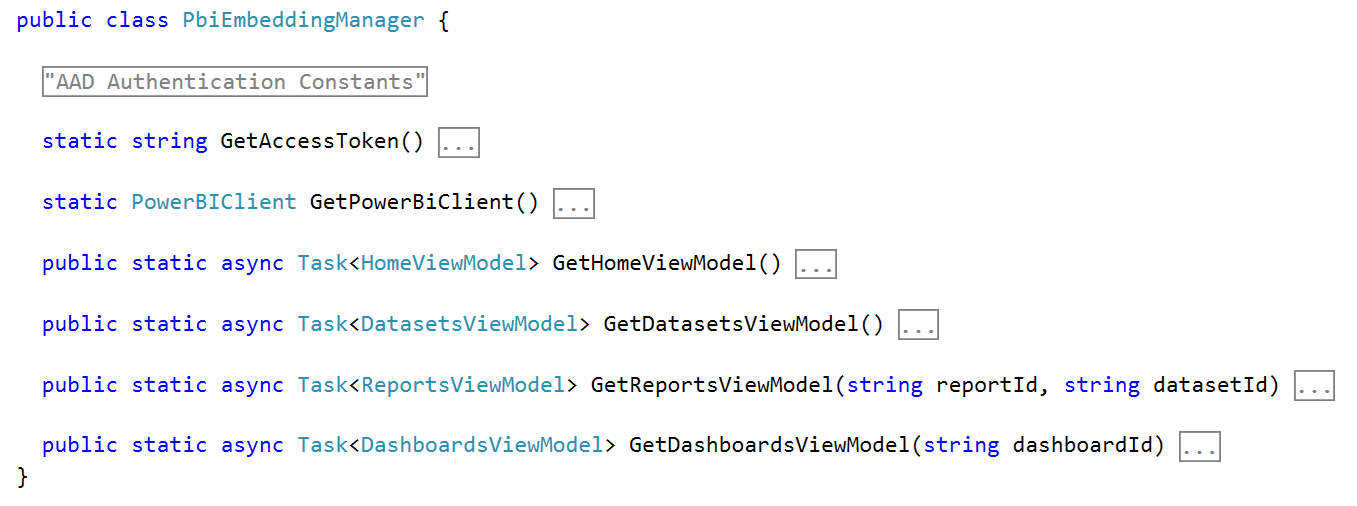 public class PbiEmbeddingManager {
"AAD Authentication Constants"
static string GetAccessToken() ...
static PowerBIClient GetPowerBiClient() ...
public static async Task<HomeViewModel> GetHomeViewModel() ...
public static async Task<DatasetsViewModel> GetDatasetsViewModel() ...
public static async Task<ReportsViewModel> GetReportsViewModel(string reportId, string datasetId) ...
public static async Task<DashboardsViewModel> GetDashboardsViewModel(string dashboardId) ...
}